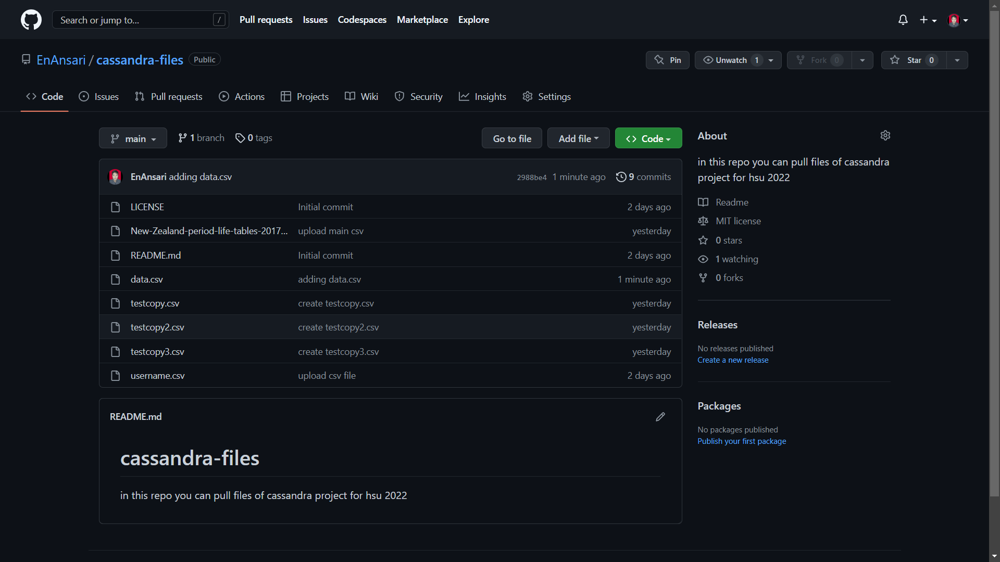 Search or jump to... /
Pull requests Issues Codespaces Marketplace Explore
EnAnsari / cassandra-files Public
Pin Unwatch 1 Fork 0 Star 0
Code Issues Pull requests Actions Projects Wiki Security Insights Settings
main 1 branch 0 tags Go to file Add file Code
EnAnsari adding data.csv 2988be4 1 minute ago 9 commits
LICENSE Initial commit 2 days ago
New-Zealand-period-life-tables-2017... upload main csv yesterday
README.md Initial commit 2 days ago
data.csv adding data.csv 1 minute ago
testcopy.csv create testcopy.csv yesterday
testcopy2.csv create testcopy2.csv yesterday
testcopy3.csv create testcopy3.csv yesterday
username.csv upload csv file 2 days ago
README.md
cassandra-files
in this repo you can pull files of cassandra project for hsu 2022
About
in this repo you can pull files of cassandra
project for hsu 2022
Readme
MIT license
0 stars
1 watching
0 forks
Releases
No releases published
Create a new release
Packages
No packages published
Publish your first package